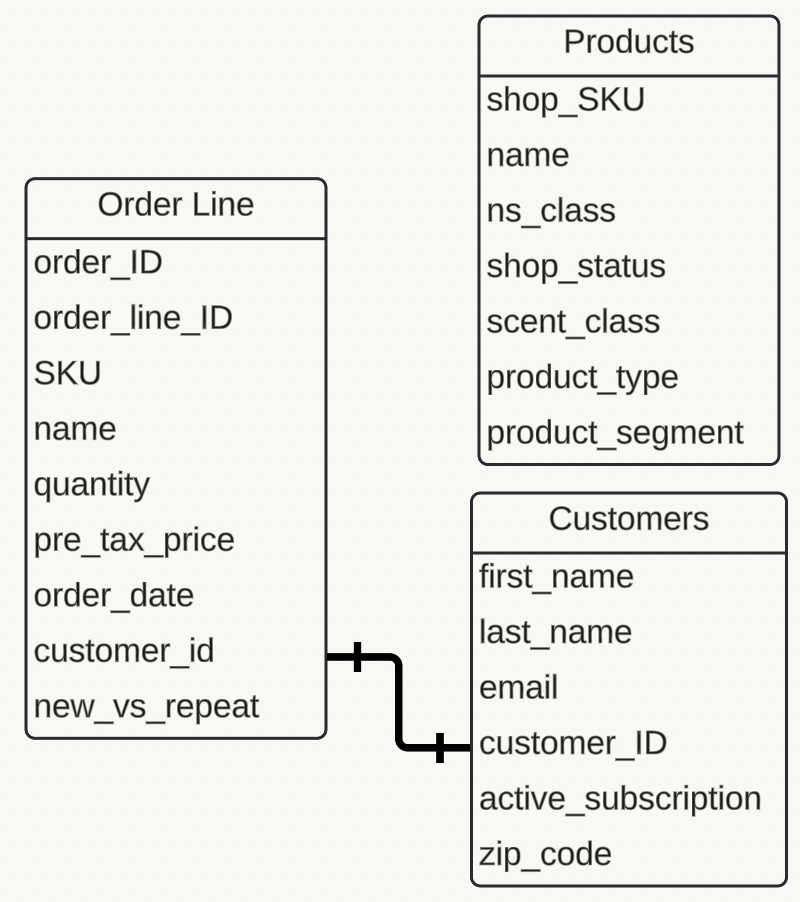 Products
shop_SKU
name
ns_class
shop_status
scent_class
product_type
product_segment
Order Line
order_ID
order_line_ID
SKU
name
quantity
pre_tax_price
order_date
customer_id
new_vs_repeat
Customers
first_name
last_name
email
customer_ID
active_subscription
zip_code